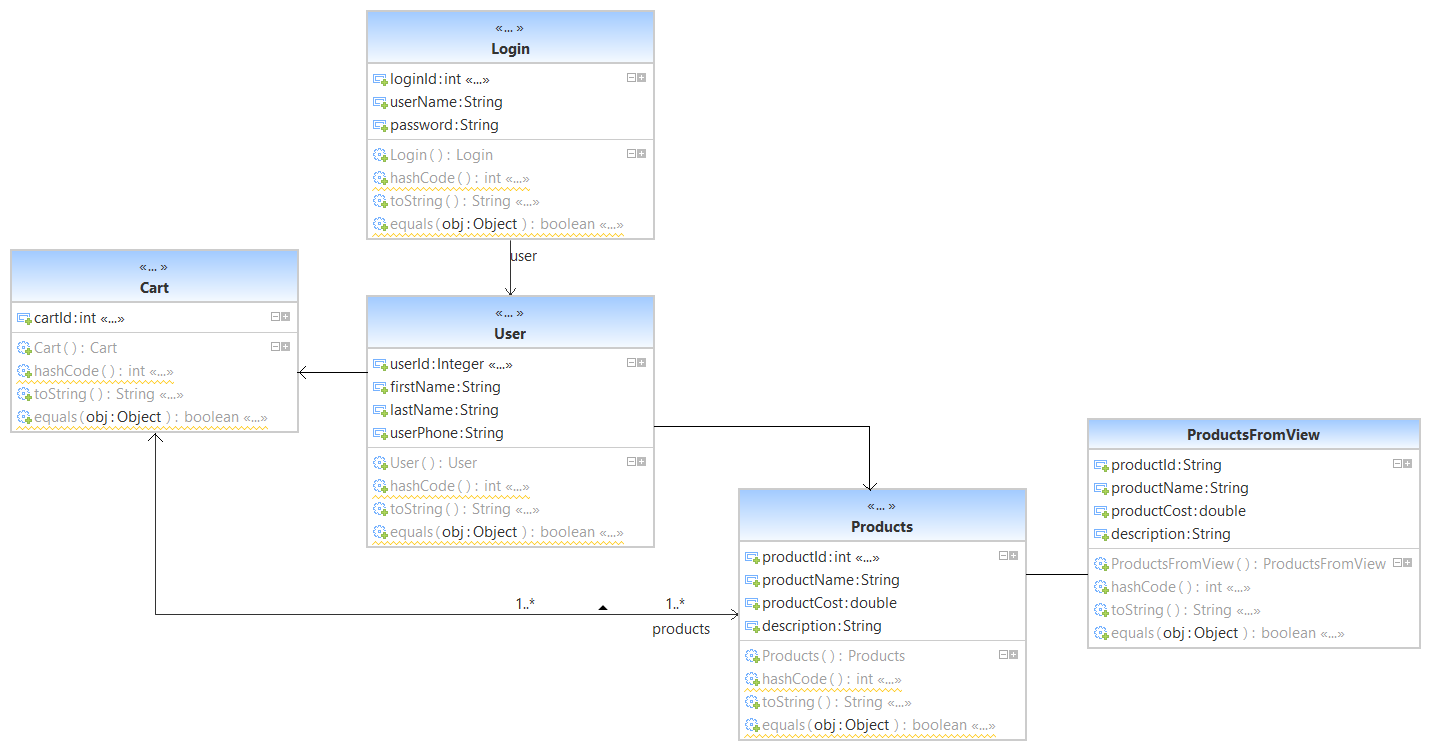 «... »
Login
loginId:int «...»
userName:String
password:String
Login(): Login
hashCode(): int «...»
toString(): String «...»
equals(obj:Object ): boolean «...»
user
«... »
Cart
cartId:int «...»
Cart(): Cart
hashCode(): int «...»
toString(): String «...»
equals(obj:Object ): boolean «...»
«... »
User
userId:Integer «...»
firstName:String
lastName:String
userPhone:String
User(): User
hashCode(): int «...»
toString(): String «...»
equals(obj:Object ): boolean «...»
1..*
1..*
products
«... »
Products
productId:int «...»
productName:String
productCost:double
description:String
Products(): Products
hashCode(): int «...»
toString(): String «...»
equals(obj:Object ): boolean «...»
ProductsFromView
productId:String
productName:String
productCost:double
description:String
ProductsFromView(): ProductsFromView
hashCode(): int «...»
toString(): String «...»
equals(obj:Object ): boolean «...»